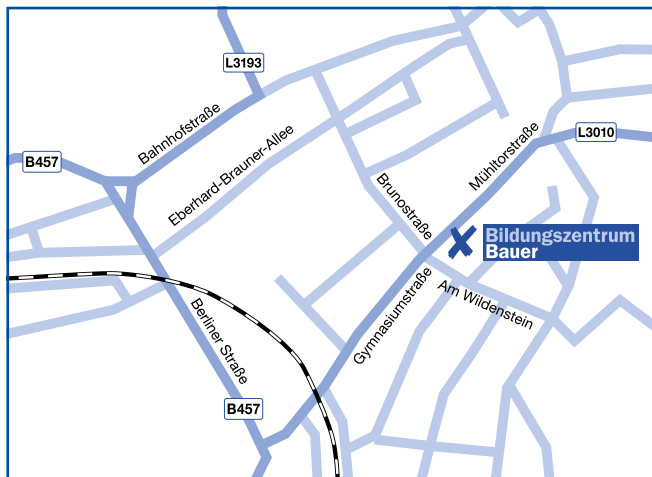 L3193
Bahnhofstraße
B457
Eberhard-Brauner-Allee
Mühltorstraße
L3010
Brunostraße
Bildungszentrum
Bauer
Gymnasiumstraße
Am Wildenstein
Berliner Straße
B457